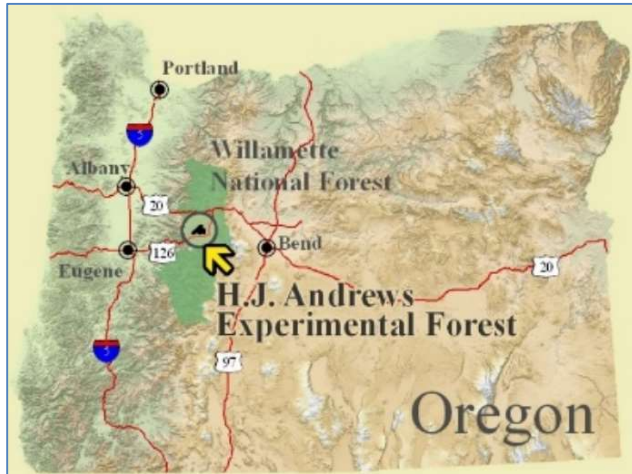 Portland
5
Willamette
National Forest
Albany
20
126
Eugene
Bend
20
H.J. Andrews
Experimental Forest
5
97
Oregon